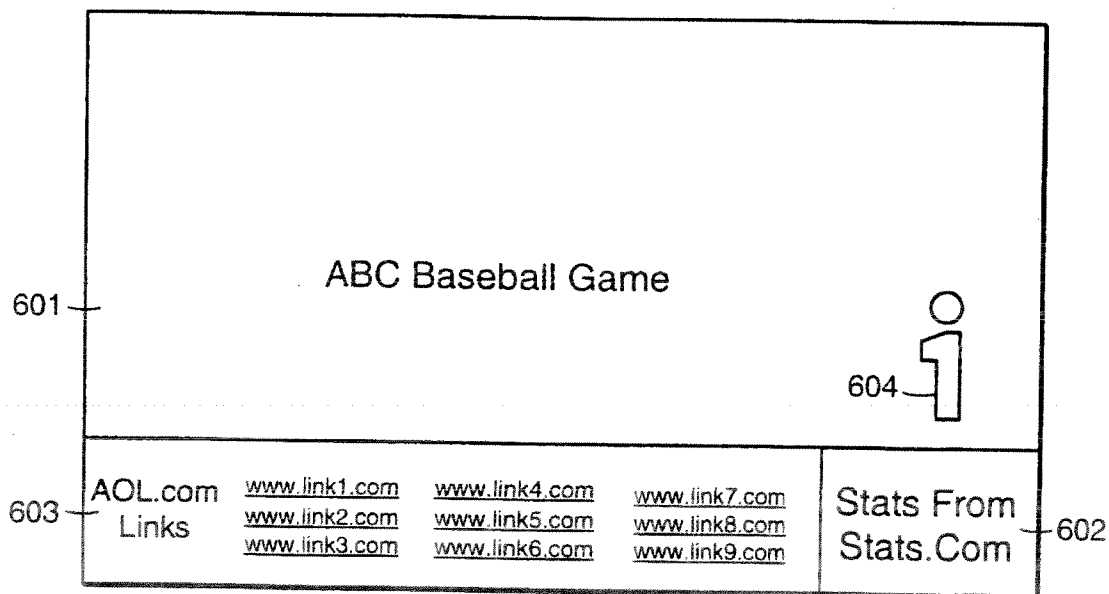 ABC Baseball Game
601
604
603
AOL.com
Links
www.link1.com
www.link2.com
www.link3.com
www.link4.com
www.link5.com
www.link6.com
www.link7.com
www.link8.com
www.link9.com
Stats From
Stats.Com
602